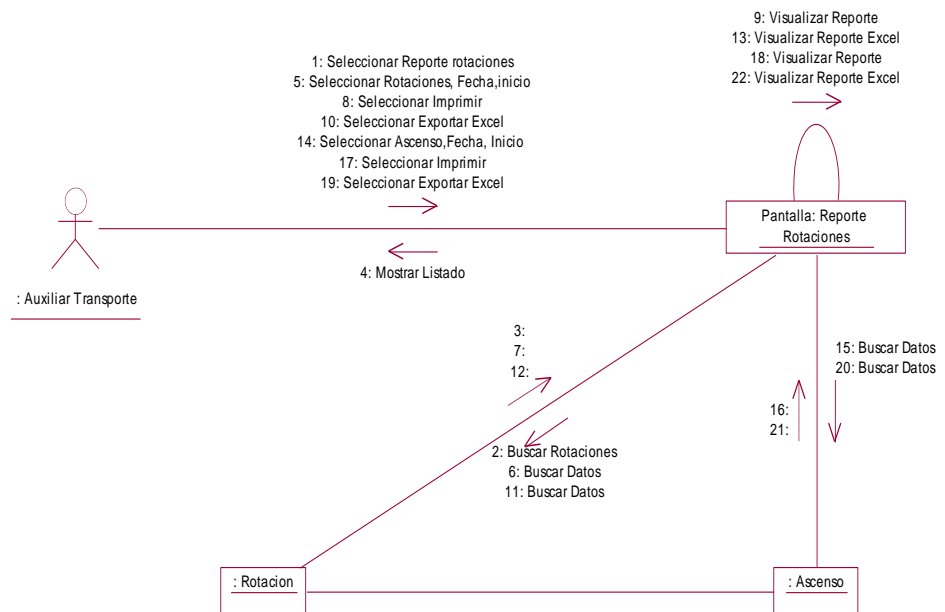 9: Visualizar Reporte
13: Visualizar Reporte Excel
18: Visualizar Reporte
22: Visualizar Reporte Excel
1: Seleccionar Reporte rotaciones
5: Seleccionar Rotaciones, Fecha,inicio
8: Seleccionar Imprimir
10: Seleccionar Exportar Excel
14: Seleccionar Ascenso,Fecha, Inicio
17: Seleccionar Imprimir
19: Seleccionar Exportar Excel
Pantalla: Reporte
Rotaciones
4: Mostrar Listado
: Auxiliar Transporte
3:
7:
12:
15: Buscar Datos
20: Buscar Datos
16:
21:
2: Buscar Rotaciones
6: Buscar Datos
11: Buscar Datos
: Rotacion
: Ascenso